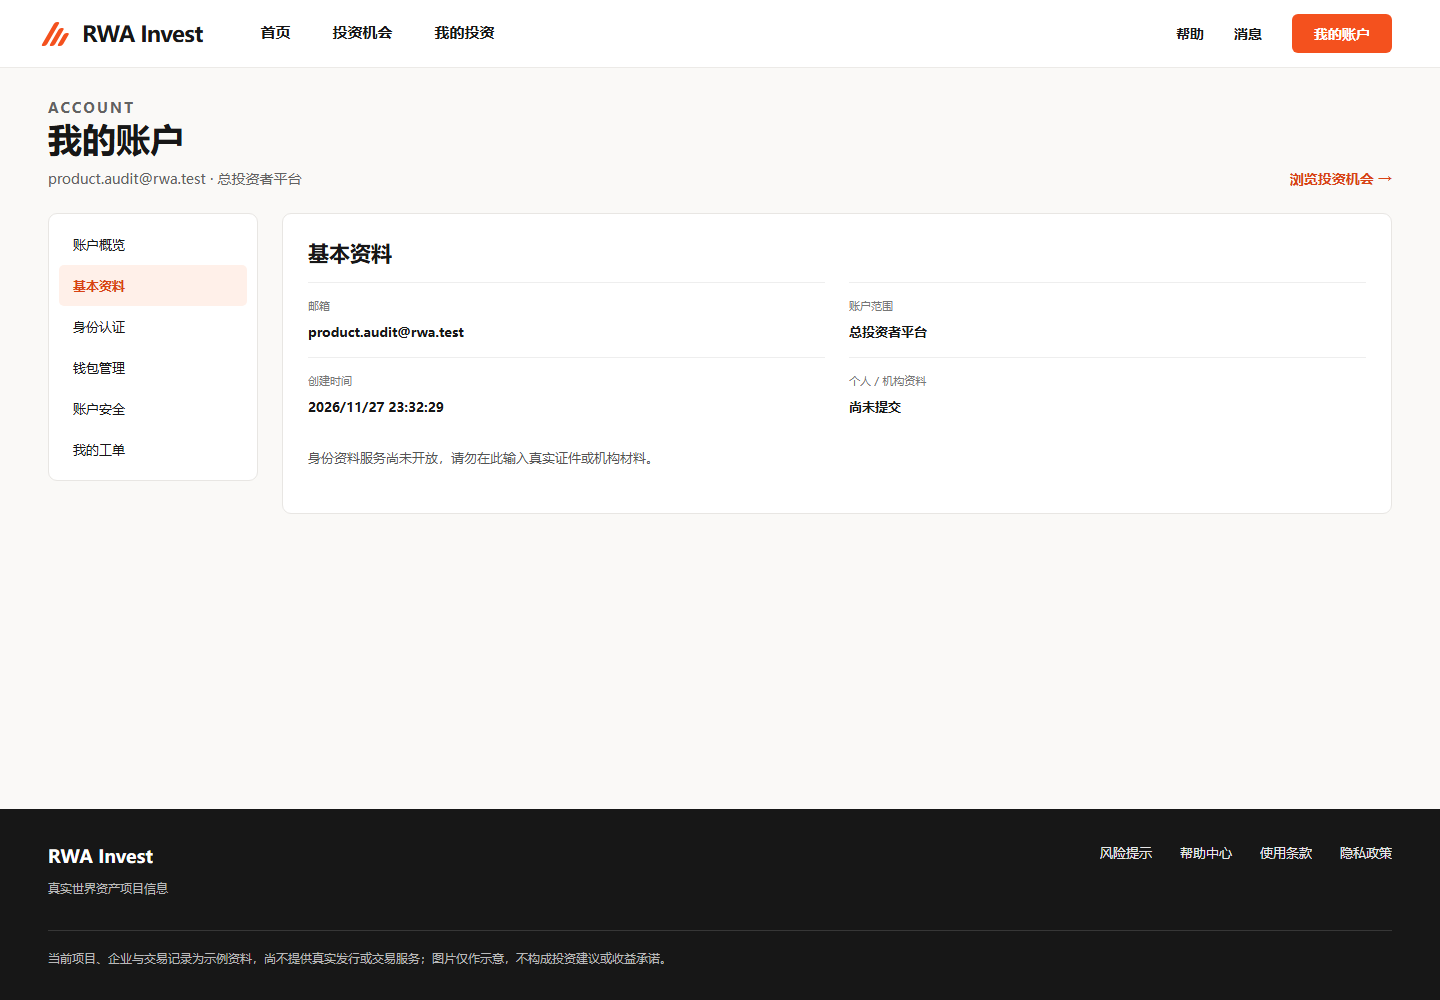 RWA Invest
首页
投资机会
我的投资
帮助
消息
我的账户
ACCOUNT
我的账户
product.audit@rwa.test · 总投资者平台
浏览投资机会 →
账户概览
基本资料
身份认证
钱包管理
账户安全
我的工单
基本资料
邮箱
product.audit@rwa.test
账户范围
总投资者平台
创建时间
2026/11/27 23:32:29
个人 / 机构资料
尚未提交
身份资料服务尚未开放，请勿在此输入真实证件或机构材料。
RWA Invest
真实世界资产项目信息
风险提示
帮助中心
使用条款
隐私政策
当前项目、企业与交易记录为示例资料，尚不提供真实发行或交易服务；图片仅作示意，不构成投资建议或收益承诺。